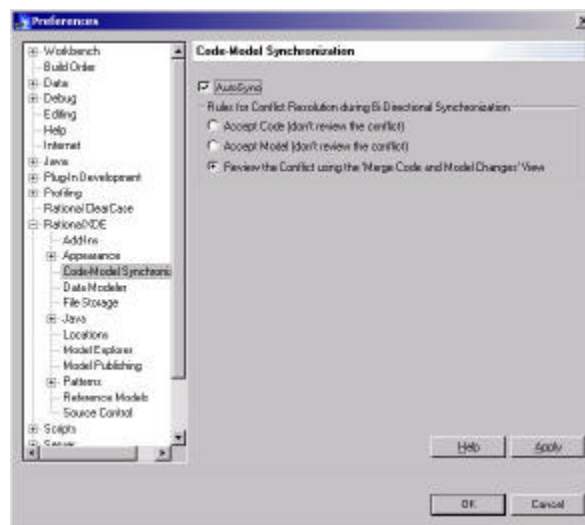 Preferences
Workbench
Build Order
Data
Debug
Editing
Help
Internet
Java
Plug-In Development
Profiling
Rational ClearCase
Rational XDE
Add-Ins
Appearance
Code-Model Synchroni
Data Modeler
File Storage
Java
Locations
Model Explorer
Model Publishing
Patterns
Reference Models
Source Control
Scripts
Server
Code-Model Synchronization
AutoSync
Rules for Conflict Resolution during Bi-Directional Synchronization
Accept Code (don't review the conflict)
Accept Model (don't review the conflict)
Review the Conflict using the 'Merge Code and Model Changes' View
Help
Apply
OK
Cancel